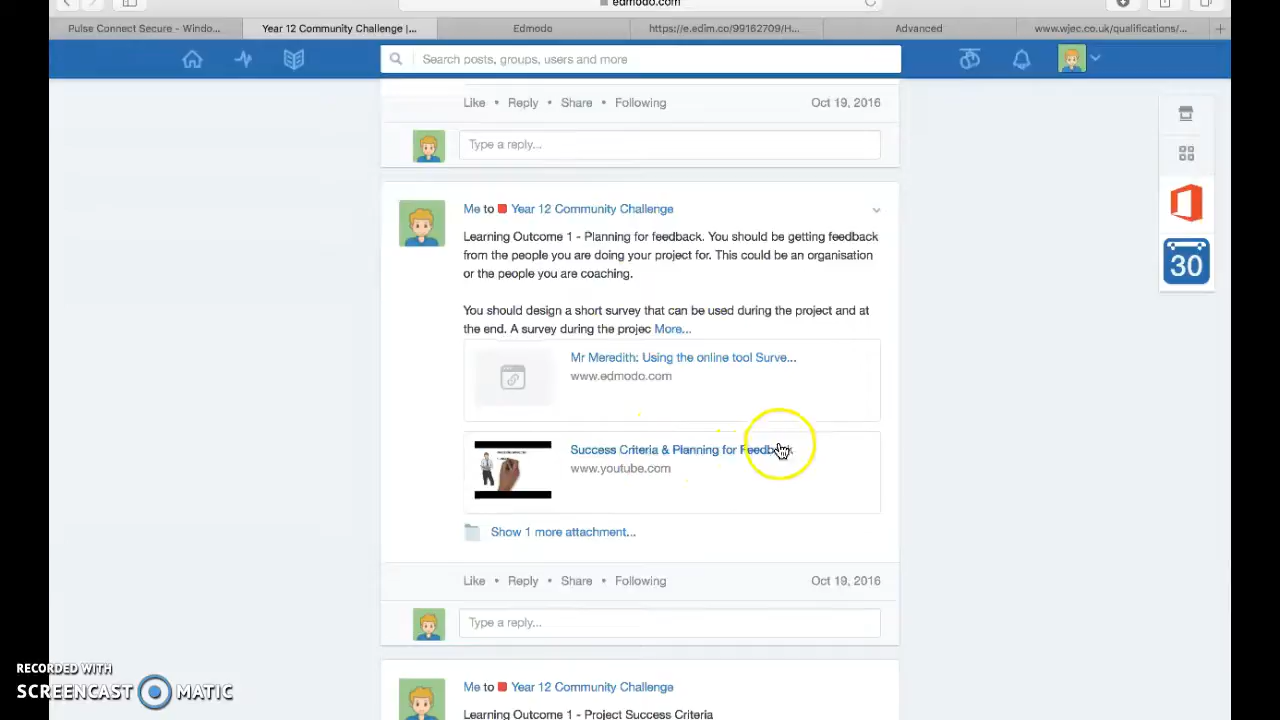 edmodo.com
Pulse Connect Secure - Windo...
Year 12 Community Challenge |...
Edmodo
https://e.edim.co/99162709/H...
Advanced
www.wjec.co.uk/qualifications/...
Search posts, groups, users and more
Like • Reply • Share • Following
Oct 19, 2016
Type a reply...
Me to Year 12 Community Challenge
Learning Outcome 1 - Planning for feedback. You should be getting feedback
from the people you are doing your project for. This could be an organisation
or the people you are coaching.
You should design a short survey that can be used during the project and at
the end. A survey during the projec More...
Mr Meredith: Using the online tool Surve...
www.edmodo.com
Success Criteria & Planning for Feedback
www.youtube.com
Show 1 more attachment...
Like • Reply • Share • Following
Oct 19, 2016
Type a reply...
Me to Year 12 Community Challenge
Learning Outcome 1 - Project Success Criteria
30
RECORDED WITH
SCREENCAST MATIC